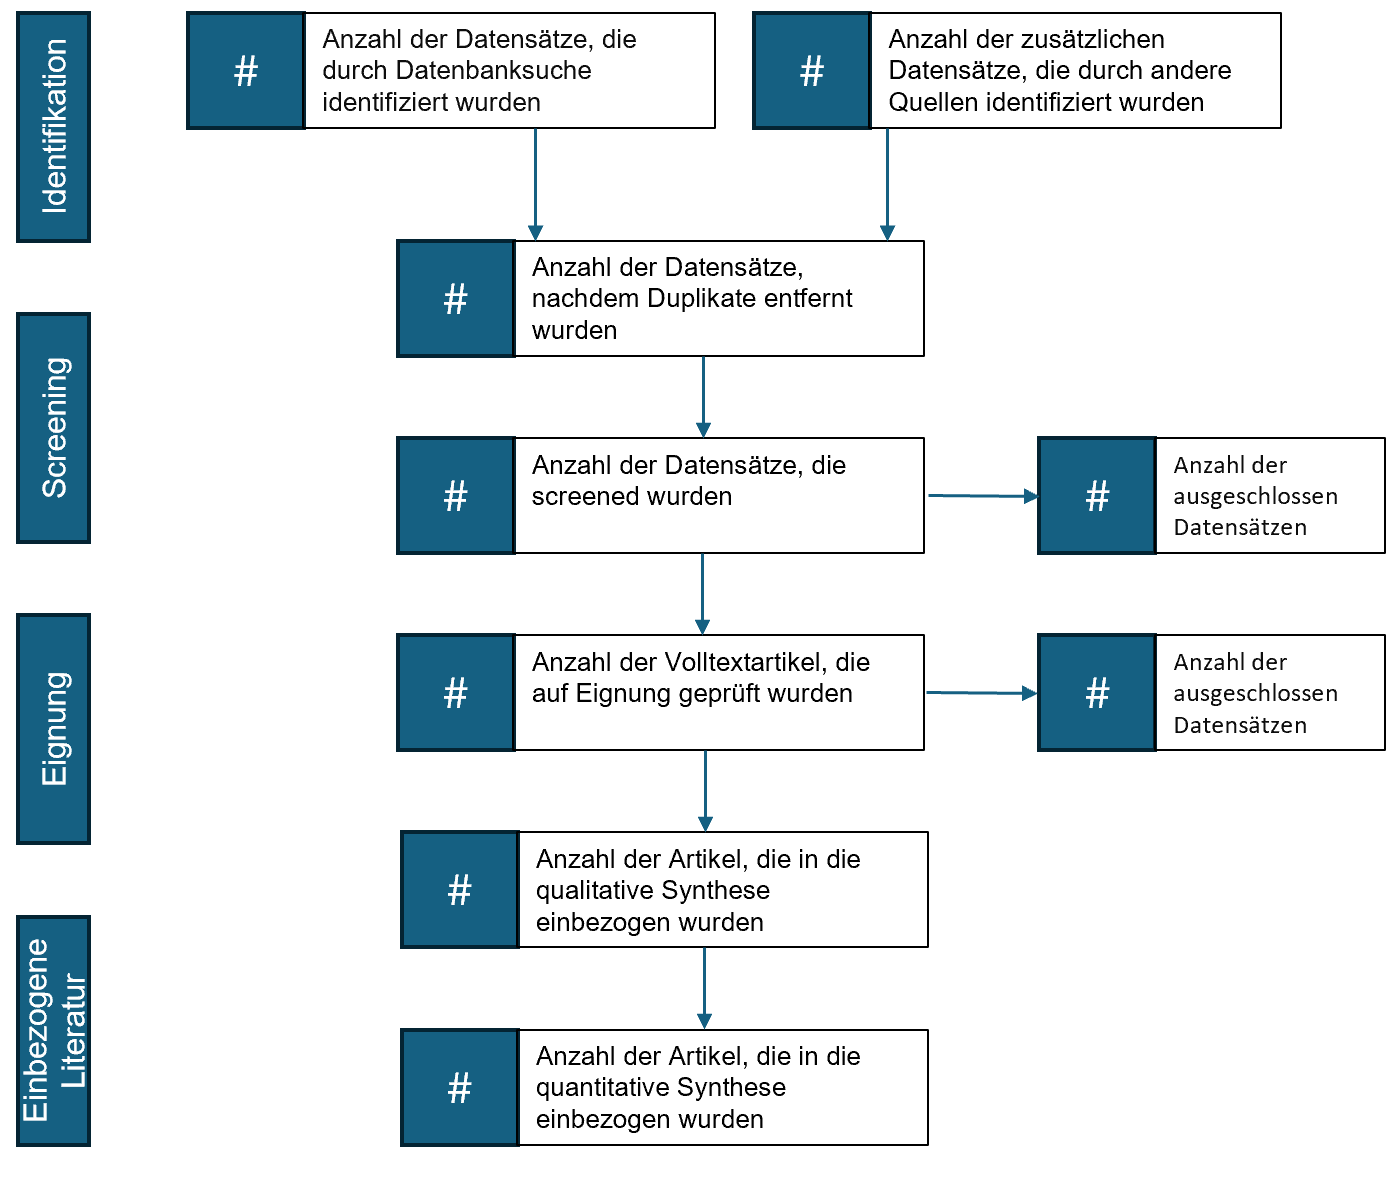 Identifikation
#
Anzahl der Datensätze, die
durch Datenbanksuche
identifiziert wurden
#
Anzahl der zusätzlichen
Datensätze, die durch andere
Quellen identifiziert wurden
#
Anzahl der Datensätze,
nachdem Duplikate entfernt
wurden
Screening
#
Anzahl der Datensätze, die
screened wurden
#
Anzahl der
ausgeschlossen
Datensätzen
Eignung
#
Anzahl der Volltextartikel, die
auf Eignung geprüft wurden
#
Anzahl der
ausgeschlossen
Datensätzen
#
Anzahl der Artikel, die in die
qualitative Synthese
einbezogen wurden
Einbezogene
Literatur
#
Anzahl der Artikel, die in die
quantitative Synthese
einbezogen wurden